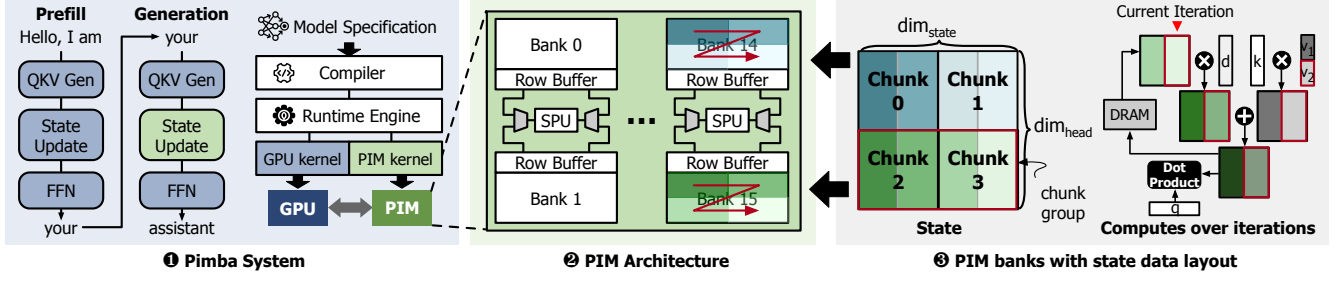 Prefill
Hello, I am
QKV Gen
State
Update
FFN
your
Generation
your
QKV Gen
State
Update
FFN
assistant
Model Specification
Compiler
Runtime Engine
GPU kernel
PIM kernel
GPU
PIM
❶ Pimba System
Bank 0
Row Buffer
SPU
Row Buffer
Bank 1
...
Bank 14
Row Buffer
SPU
Row Buffer
Bank 15
❷ PIM Architecture
dim_state
Chunk
0
Chunk
1
Chunk
2
Chunk
3
dim_head
chunk
group
State
Current Iteration
d
k
v₁
v₂
DRAM
Dot
Product
q
Computes over iterations
❸ PIM banks with state data layout